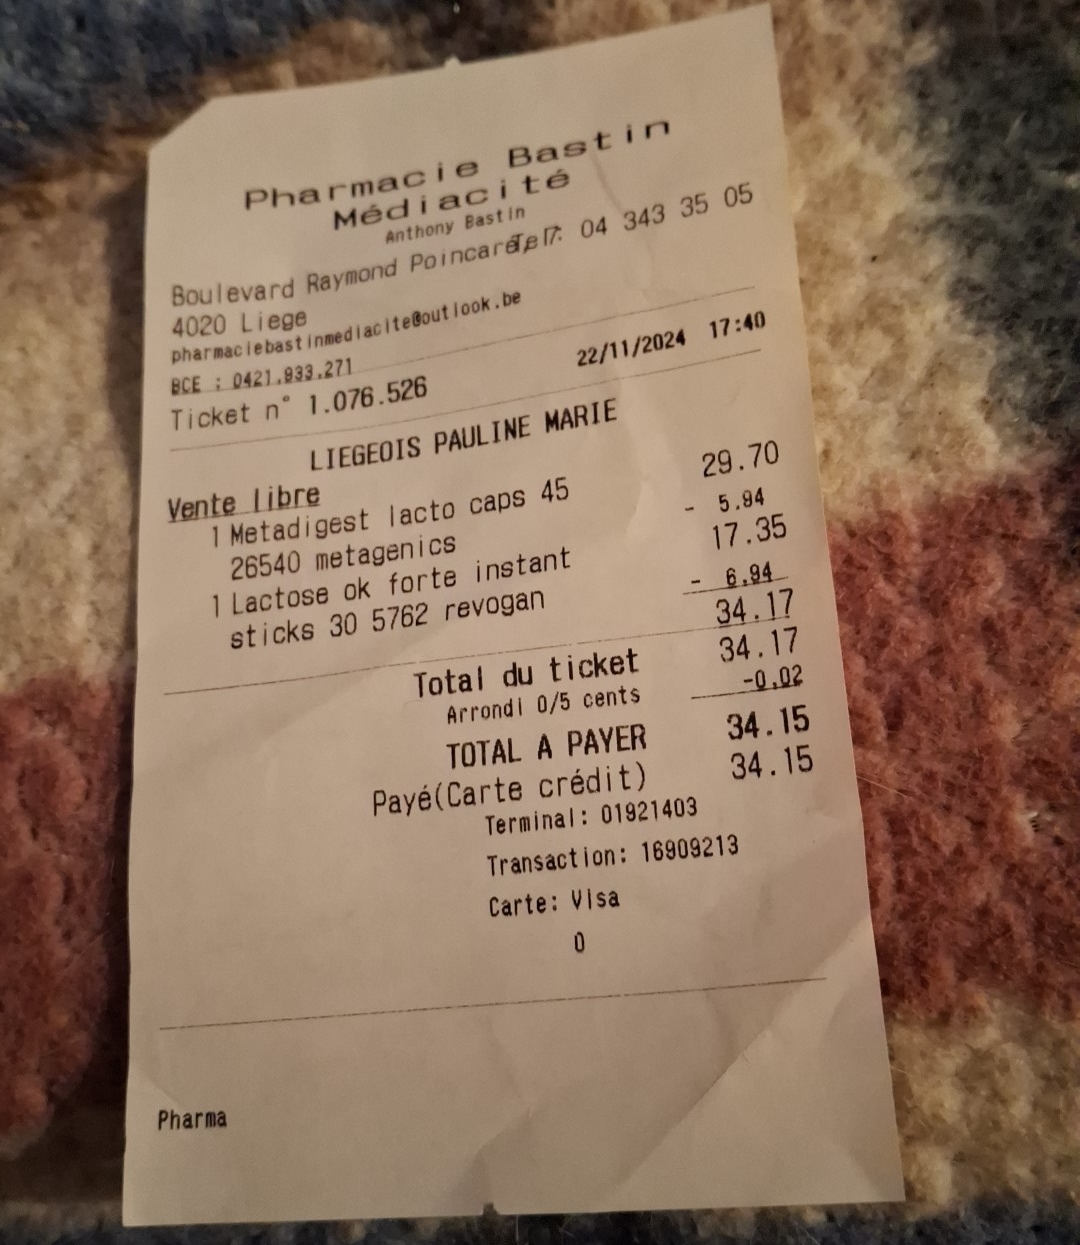 Pharmacie Bastin
Médiacité
Anthony Bastin
Boulevard Raymond Poincaré 7 Tel : 04 343 35 05
4020 Liege
pharmaciebastinmediacite@outlook.be
BCE : 0421.933.271
Ticket n° 1.076.526 22/11/2024 17:40
LIEGEOIS PAULINE MARIE
Vente libre
1 Metadigest lacto caps 45 29.70
26540 metagenics - 5.94
1 Lactose ok forte instant 17.35
sticks 30 5762 revogan - 6.94
34.17
Total du ticket 34.17
Arrondi 0/5 cents -0.02
TOTAL A PAYER 34.15
Payé(Carte crédit) 34.15
Terminal: 01921403
Transaction: 16909213
Carte: Visa
0
Pharma